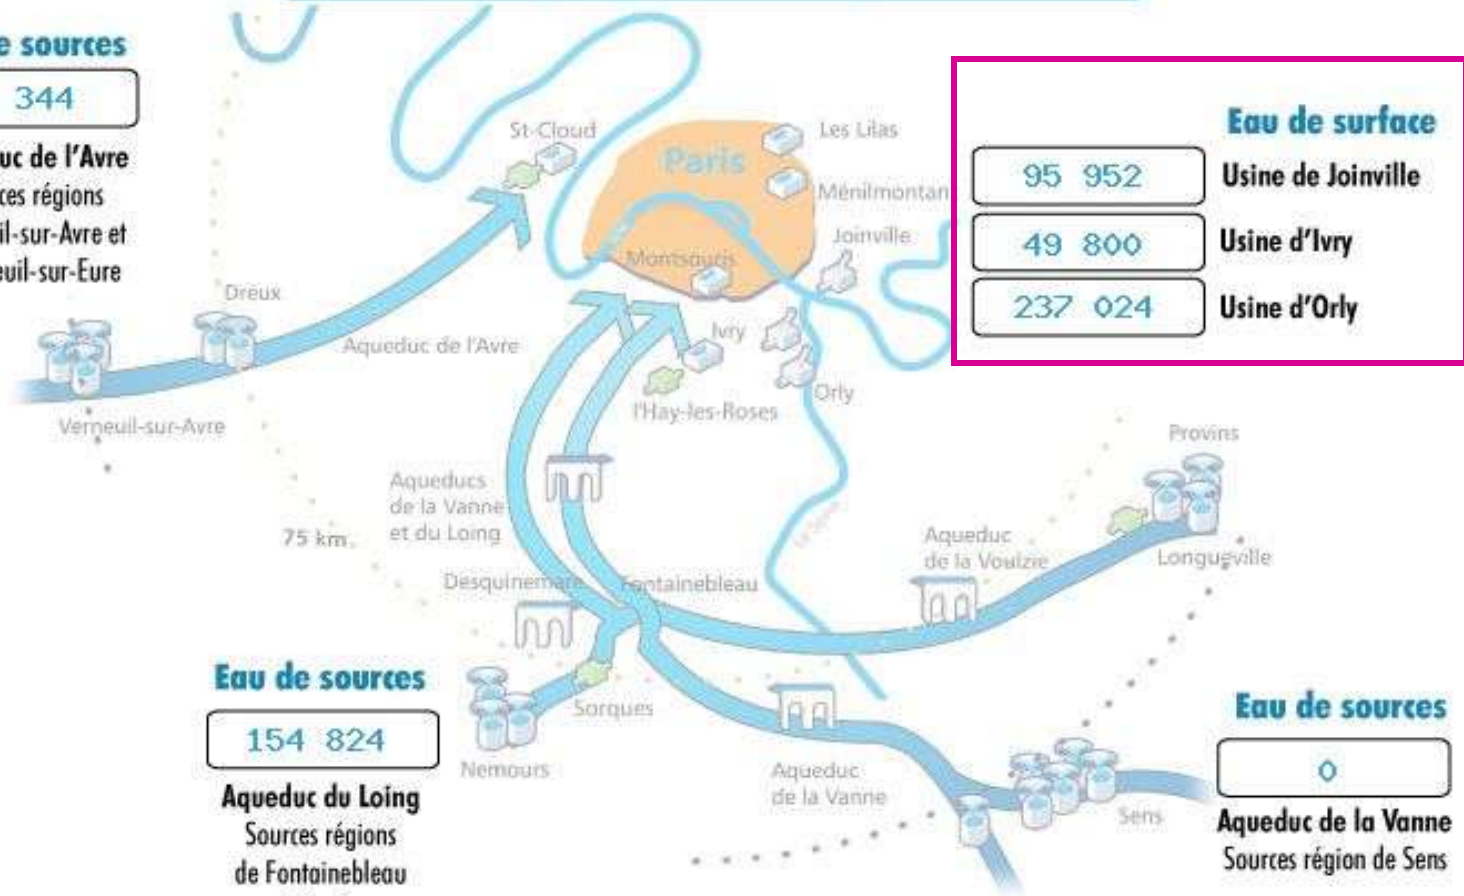 e sources
344
uc de l'Avre
ces régions
il-sur-Avre et
euil-sur-Eure
St-Cloud
Paris
Les Lilas
Ménilmontan
Joinville
Montsouris
Eau de surface
95 952 Usine de Joinville
49 800 Usine d'Ivry
237 024 Usine d'Orly
Dreux
Aqueduc de l'Avre
Ivry
Orly
l'Hay-les-Roses
Verneuil-sur-Avre
Provins
Aqueducs
de la Vanne
et du Loing
75 km
La Seine
Aqueduc
de la Voulzie
Longueville
Desquinemare
Fontainebleau
Eau de sources
154 824
Aqueduc du Loing
Sources régions
de Fontainebleau
Sorques
Nemours
Aqueduc
de la Vanne
Sens
Eau de sources
0
Aqueduc de la Vanne
Sources région de Sens